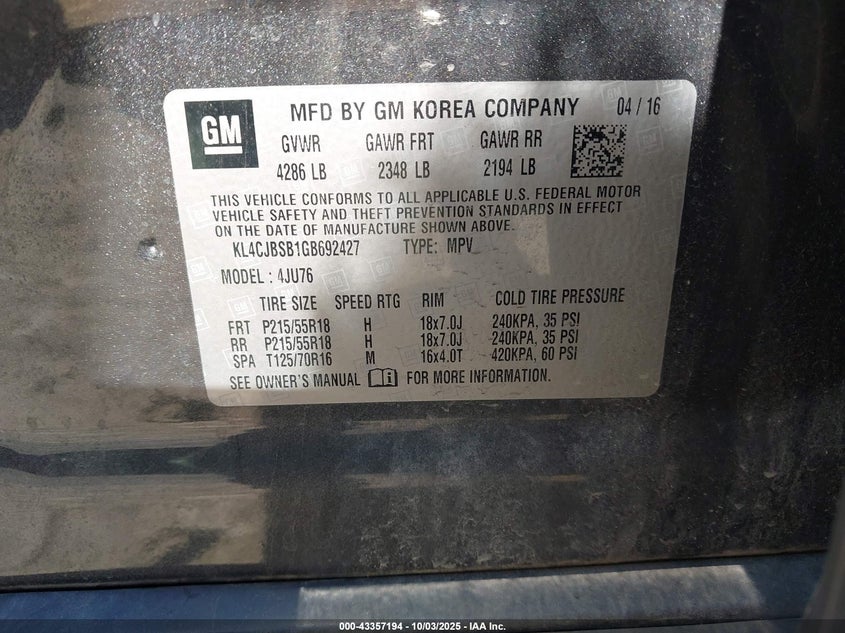 GM
MFD BY GM KOREA COMPANY 04 / 16
GVWR GAWR FRT GAWR RR
4286 LB 2348 LB 2194 LB
THIS VEHICLE CONFORMS TO ALL APPLICABLE U.S. FEDERAL MOTOR
VEHICLE SAFETY AND THEFT PREVENTION STANDARDS IN EFFECT
ON THE DATE OF MANUFACTURE SHOWN ABOVE.
KL4CJBSB1GB692427 TYPE: MPV
MODEL : 4JU76
TIRE SIZE SPEED RTG RIM COLD TIRE PRESSURE
FRT P215/55R18 H 18x7.0J 240KPA, 35 PSI
RR P215/55R18 H 18x7.0J 240KPA, 35 PSI
SPA T125/70R16 M 16x4.0T 420KPA, 60 PSI
SEE OWNER'S MANUAL FOR MORE INFORMATION.
000-43357194 - 10/03/2025 - IAA Inc.